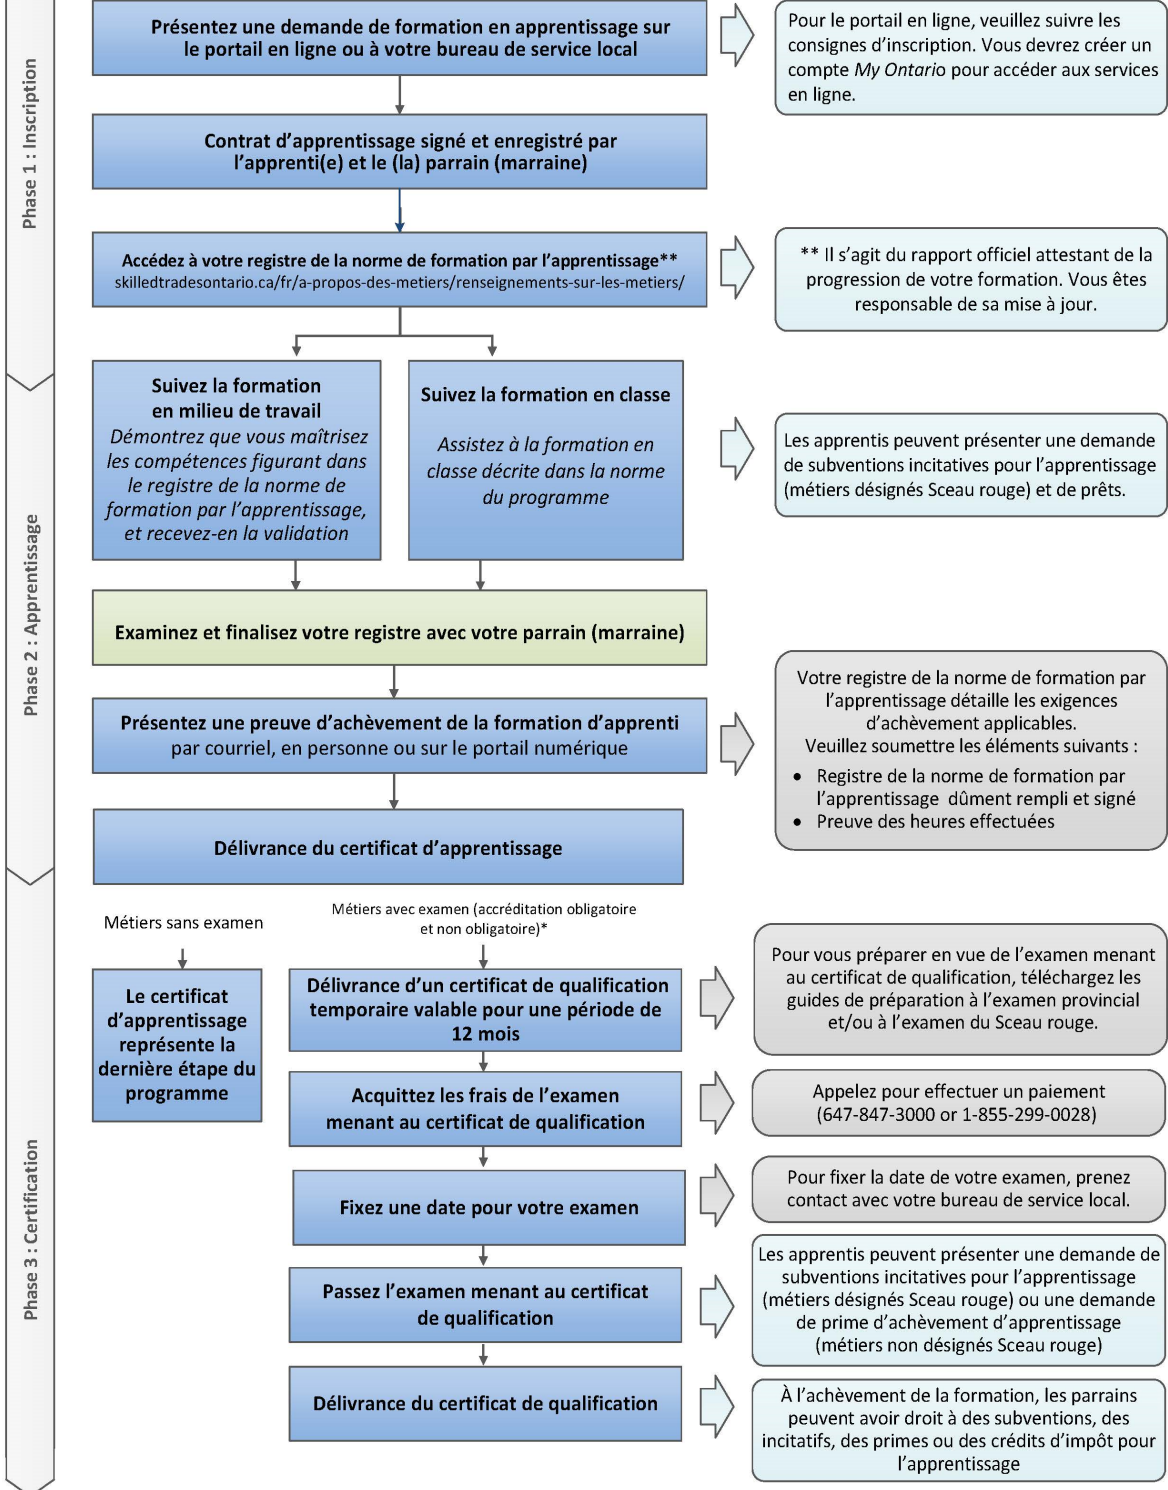 Phase 1 : Inscription
Présentez une demande de formation en apprentissage sur
le portail en ligne ou à votre bureau de service local
Pour le portail en ligne, veuillez suivre les
consignes d’inscription. Vous devrez créer un
compte My Ontario pour accéder aux services
en ligne.
Contrat d’apprentissage signé et enregistré par
l’apprenti(e) et le (la) parrain (marraine)
Accédez à votre registre de la norme de formation par l’apprentissage**
skilledtradesontario.ca/fr/a-propos-des-metiers/renseignements-sur-les-metiers/
** Il s’agit du rapport officiel attestant de la
progression de votre formation. Vous êtes
responsable de sa mise à jour.
Phase 2 : Apprentissage
Suivez la formation
en milieu de travail
Démontrez que vous maîtrisez
les compétences figurant dans
le registre de la norme de
formation par l’apprentissage,
et recevez-en la validation
Suivez la formation en classe
Assistez à la formation en
classe décrite dans la norme
du programme
Les apprentis peuvent présenter une demande
de subventions incitatives pour l’apprentissage
(métiers désignés Sceau rouge) et de prêts.
Examinez et finalisez votre registre avec votre parrain (marraine)
Présentez une preuve d’achèvement de la formation d’apprenti
par courriel, en personne ou sur le portail numérique
Votre registre de la norme de formation par
l’apprentissage détaille les exigences
d’achèvement applicables.
Veuillez soumettre les éléments suivants :
• Registre de la norme de formation par
l’apprentissage dûment rempli et signé
• Preuve des heures effectuées
Délivrance du certificat d’apprentissage
Phase 3 : Certification
Métiers sans examen
Le certificat
d’apprentissage
représente la
dernière étape du
programme
Métiers avec examen (accréditation obligatoire
et non obligatoire)*
Délivrance d’un certificat de qualification
temporaire valable pour une période de
12 mois
Pour vous préparer en vue de l’examen menant
au certificat de qualification, téléchargez les
guides de préparation à l’examen provincial
et/ou à l’examen du Sceau rouge.
Acquittez les frais de l’examen
menant au certificat de qualification
Appelez pour effectuer un paiement
(647-847-3000 or 1-855-299-0028)
Fixez une date pour votre examen
Pour fixer la date de votre examen, prenez
contact avec votre bureau de service local.
Passez l’examen menant au certificat
de qualification
Les apprentis peuvent présenter une demande de
subventions incitatives pour l’apprentissage
(métiers désignés Sceau rouge) ou une demande
de prime d’achèvement d’apprentissage
(métiers non désignés Sceau rouge)
Délivrance du certificat de qualification
À l’achèvement de la formation, les parrains
peuvent avoir droit à des subventions, des
incitatifs, des primes ou des crédits d’impôt pour
l’apprentissage